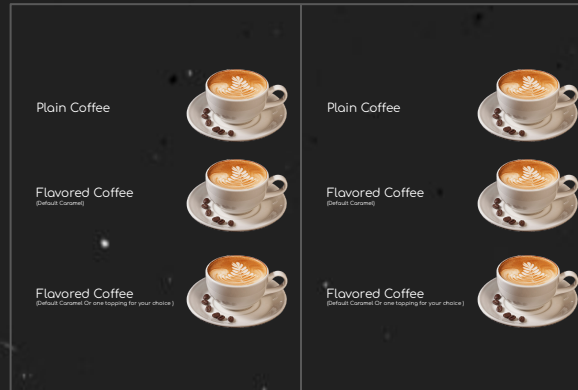 Plain Coffee
Flavored Coffee
(Default Caramel)
Flavored Coffee
(Default Caramel Or one topping for your choice )
Plain Coffee
Flavored Coffee
(Default Caramel)
Flavored Coffee
(Default Caramel Or one topping for your choice )